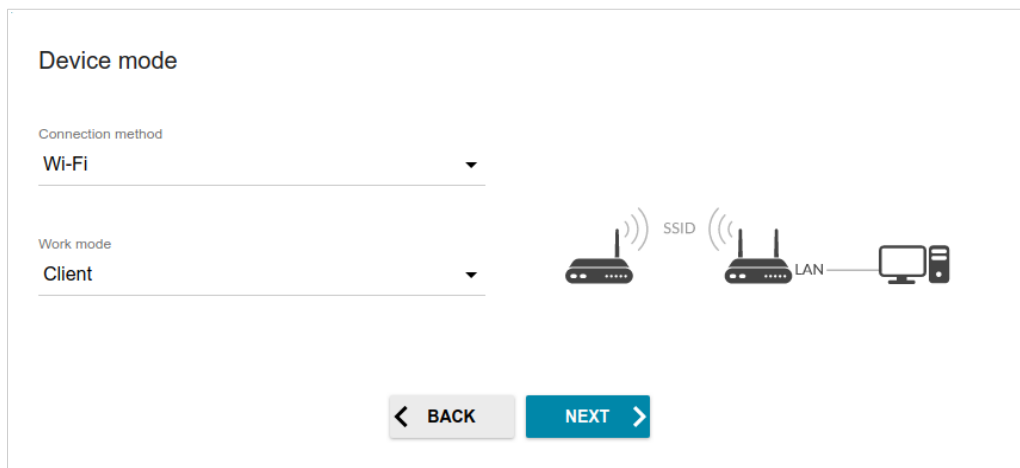 Device mode
Connection method
Wi-Fi
Work mode
Client
SSID
LAN
BACK
NEXT